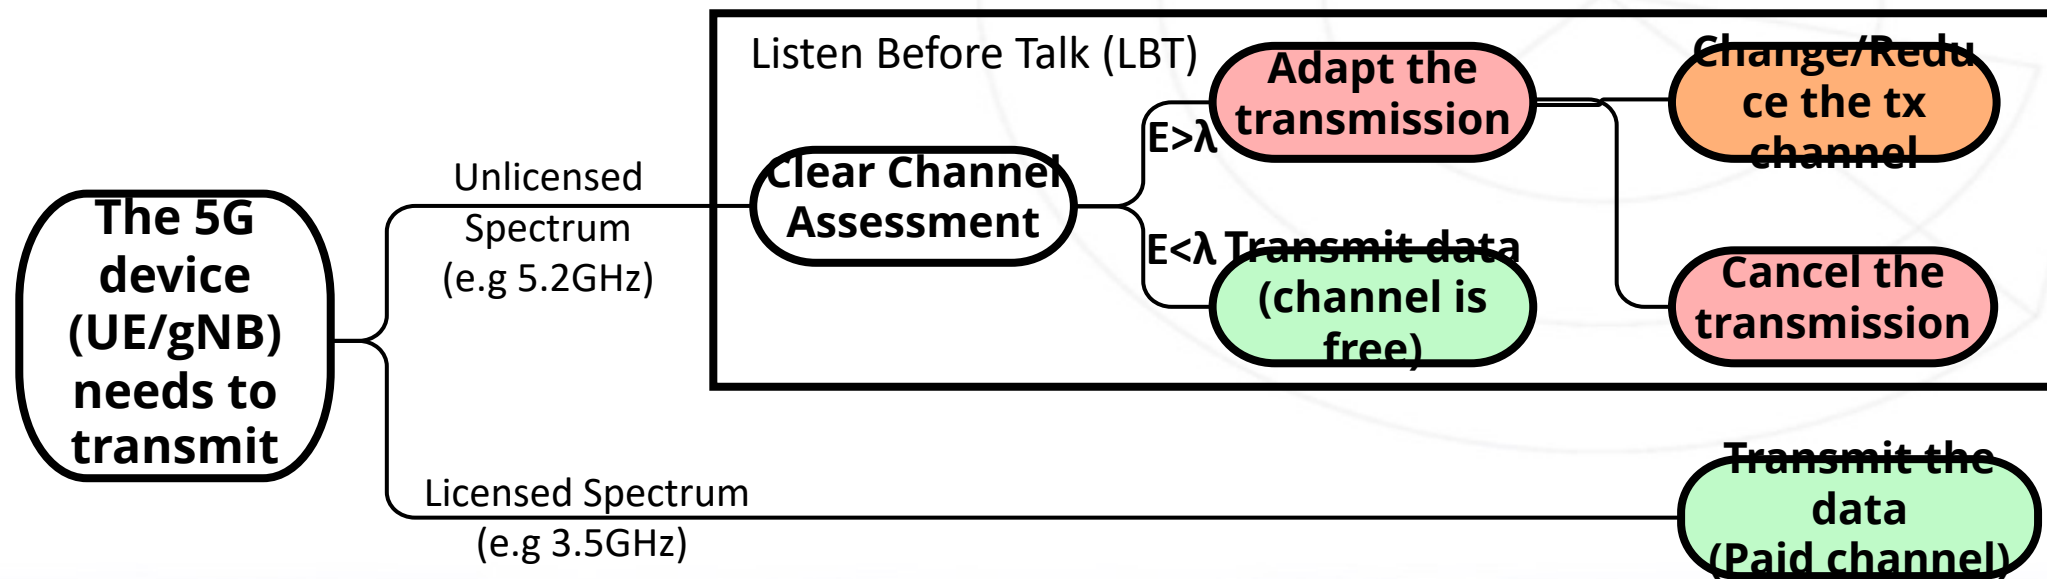 The 5G
device
(UE/gNB)
needs to
transmit
Unlicensed
Spectrum
(e.g 5.2GHz)
Licensed Spectrum
(e.g 3.5GHz)
Listen Before Talk (LBT)
Clear Channel
Assessment
E>λ
Adapt the
transmission
E<λ
Transmit data
(channel is
free)
Change/Redu
ce the tx
channel
Cancel the
transmission
Transmit the
data
(Paid channel)